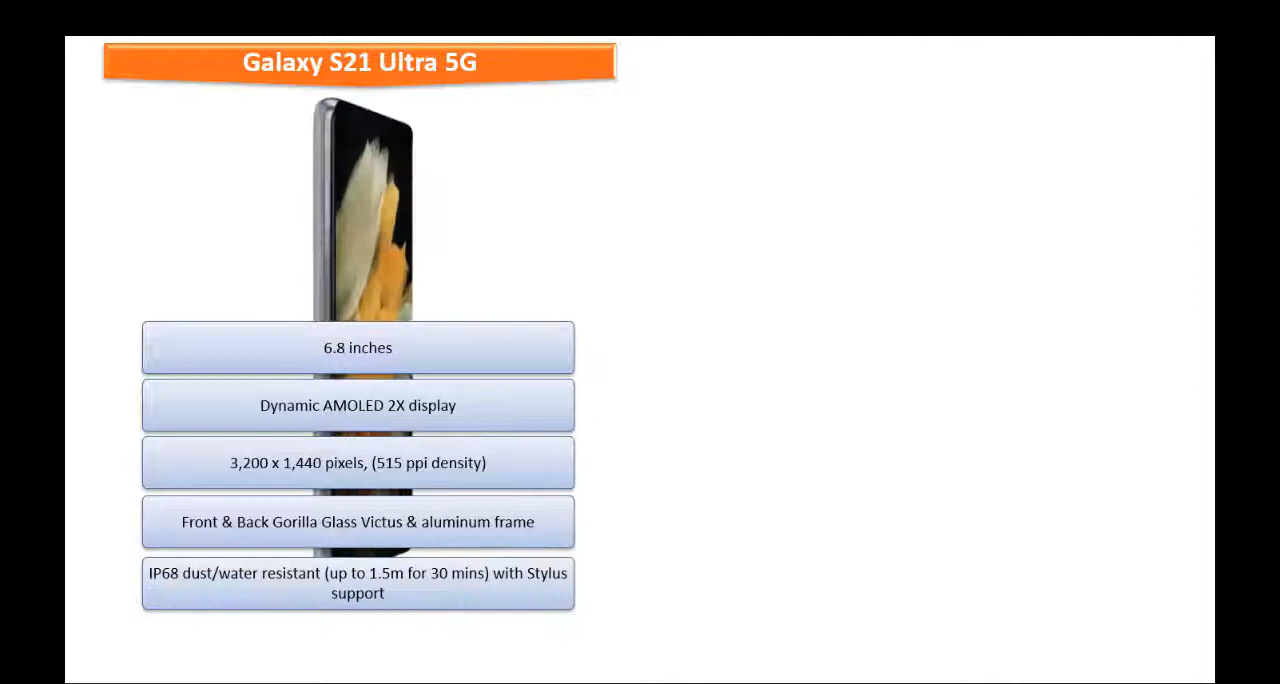 Galaxy S21 Ultra 5G
6.8 inches
Dynamic AMOLED 2X display
3,200 x 1,440 pixels, (515 ppi density)
Front & Back Gorilla Glass Victus & aluminum frame
IP68 dust/water resistant (up to 1.5m for 30 mins) with Stylus
support